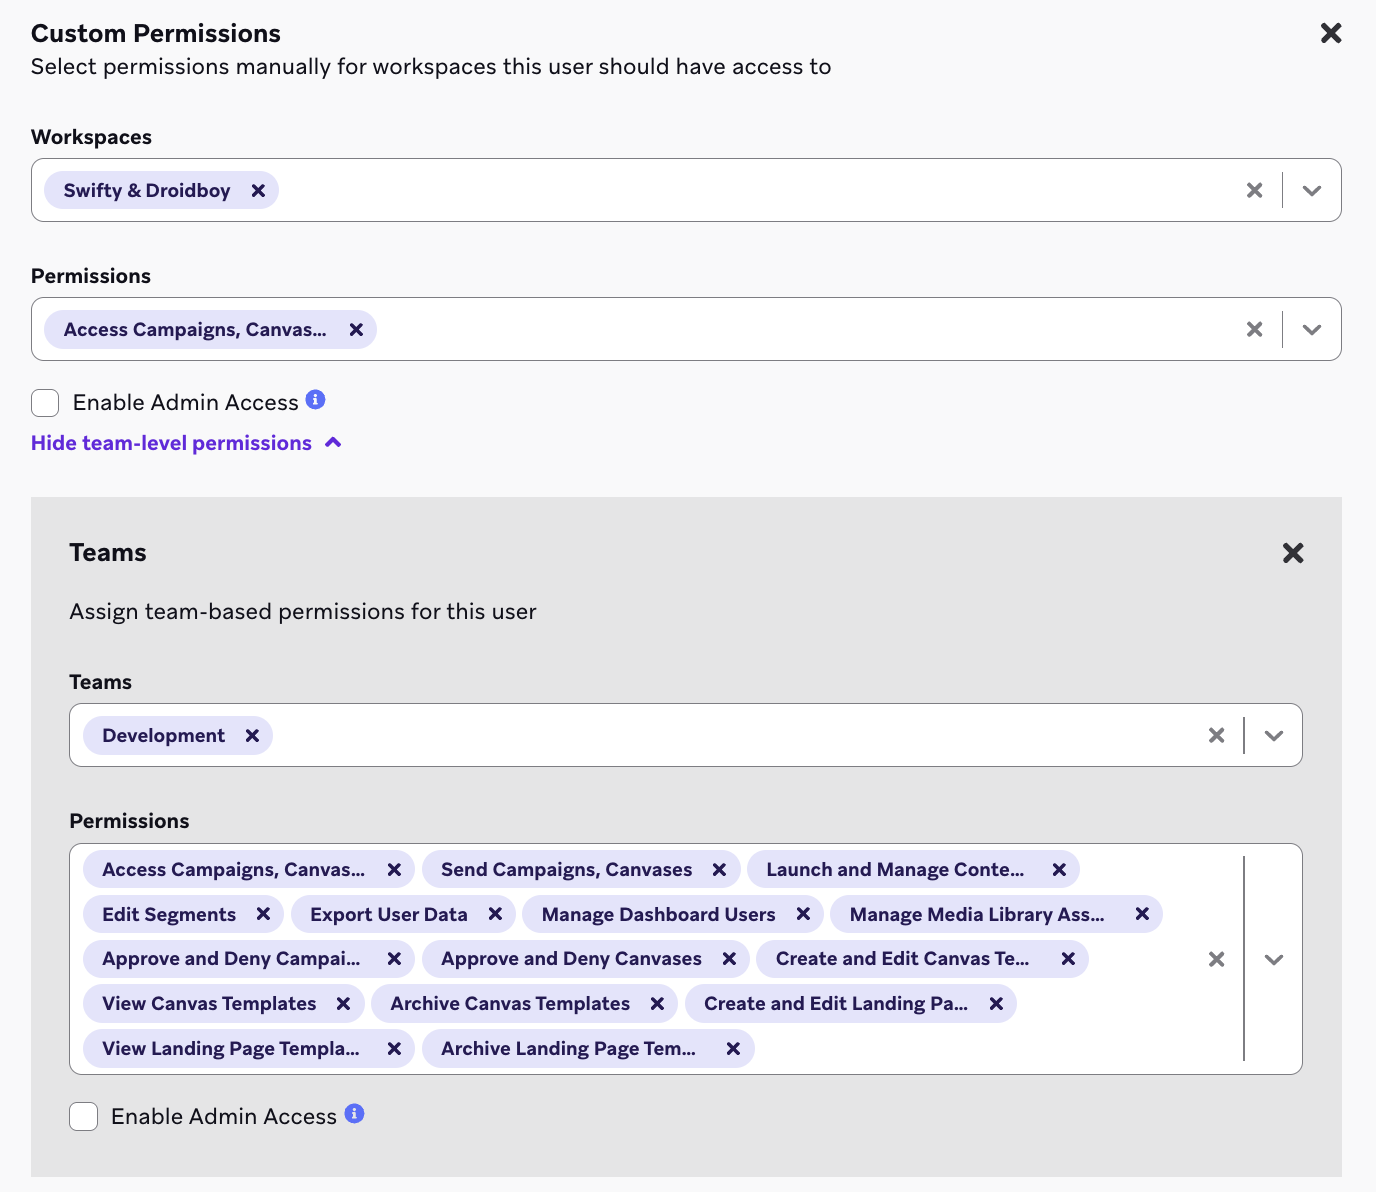 Custom Permissions
Select permissions manually for workspaces this user should have access to
Workspaces
Swifty & Droidboy
Permissions
Access Campaigns, Canvas...
Enable Admin Access
Hide team-level permissions
Teams
Assign team-based permissions for this user
Teams
Development
Permissions
Access Campaigns, Canvas... Send Campaigns, Canvases Launch and Manage Conte...
Edit Segments Export User Data Manage Dashboard Users Manage Media Library Ass...
Approve and Deny Campai... Approve and Deny Canvases Create and Edit Canvas Te...
View Canvas Templates Archive Canvas Templates Create and Edit Landing Pa...
View Landing Page Templa... Archive Landing Page Tem...
Enable Admin Access